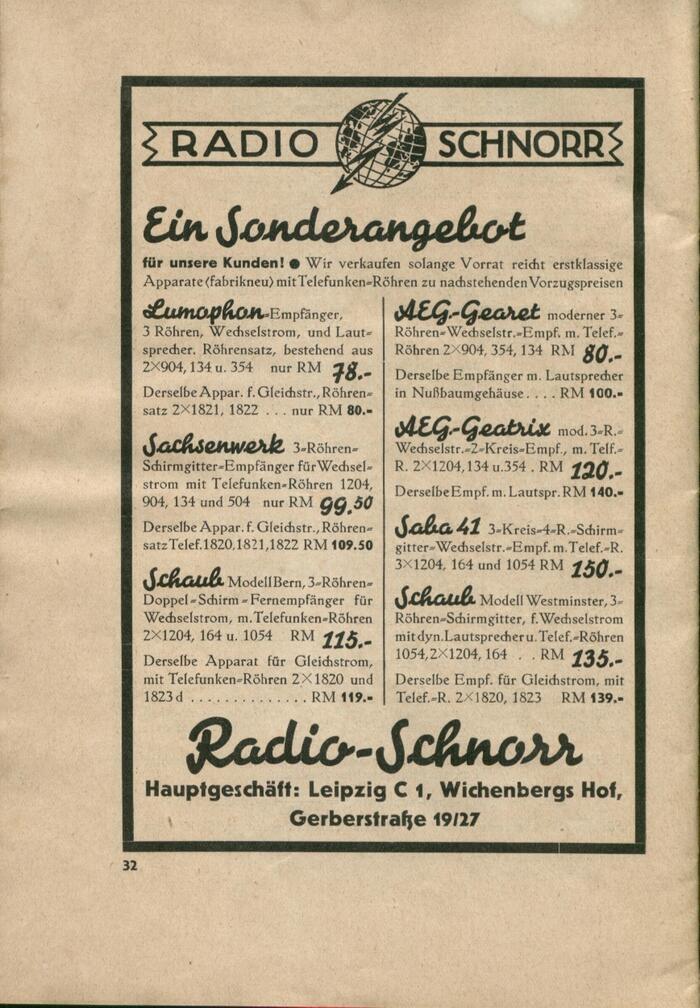 RADIO SCHNORR
Ein Sonderangebot
für unsere Kunden! ● Wir verkaufen solange Vorrat reicht erstklassige
Apparate (fabrikneu) mit Telefunken=Röhren zu nachstehenden Vorzugspreisen
Lumophon=Empfänger,
3 Röhren, Wechselstrom, und Laut=
sprecher. Röhrensatz, bestehend aus
2×904, 134 u. 354 nur RM 78.-
Derselbe Appar. f. Gleichstr., Röhren=
satz 2×1821, 1822 ... nur RM 80.-
Sachsenwerk 3=Röhren=
Schirmgitter=Empfänger für Wechsel=
strom mit Telefunken=Röhren 1204,
904, 134 und 504 nur RM 99.50
Derselbe Appar. f. Gleichstr., Röhren=
satz Telef. 1820, 1821, 1822 RM 109.50
Schaub Modell Bern, 3=Röhren=
Doppel=Schirm=Fernempfänger für
Wechselstrom, m. Telefunken=Röhren
2×1204, 164 u. 1054 RM 115.-
Derselbe Apparat für Gleichstrom,
mit Telefunken=Röhren 2×1820 und
1823 d .............. RM 119.-
AEG.-Gearet moderner 3=
Röhren=Wechselstr.=Empf. m. Telef.=
Röhren 2×904, 354, 134 RM 80.-
Derselbe Empfänger m. Lautsprecher
in Nußbaumgehäuse .... RM 100.-
AEG.-Geatrix mod. 3=R.=
Wechselstr.=2=Kreis=Empf., m. Telf.=
R. 2×1204, 134 u. 354 . RM 120.-
Derselbe Empf. m. Lautspr. RM 140.-
Saba 41 3=Kreis=4=R.=Schirm=
gitter=Wechselstr.=Empf. m. Telef.=R.
3×1204, 164 und 1054 RM 150.-
Schaub Modell Westminster, 3=
Röhren=Schirmgitter, f. Wechselstrom
mit dyn. Lautsprecher u. Telef.=Röhren
1054, 2×1204, 164 . . RM 135.-
Derselbe Empf. für Gleichstrom, mit
Telef.=R. 2×1820, 1823 RM 139.-
Radio-Schnorr
Hauptgeschäft: Leipzig C 1, Wichenbergs Hof,
Gerberstraße 19/27
32